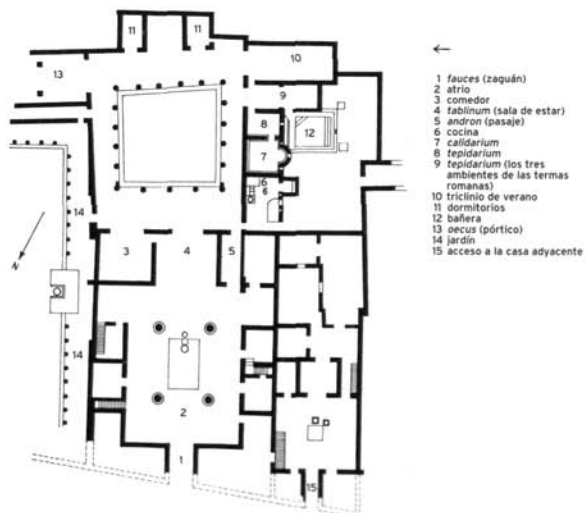 11 11
13 10
9
8 12
7
6
6
14
3 4 5
N
14
2
1 15
1 fauces (zaguán)
2 atrio
3 comedor
4 tablinum (sala de estar)
5 andron (pasaje)
6 cocina
7 calidarium
8 tepidarium
9 tepidarium (los tres
ambientes de las termas
romanas)
10 triclinio de verano
11 dormitorios
12 bañera
13 oecus (pórtico)
14 jardín
15 acceso a la casa adyacente